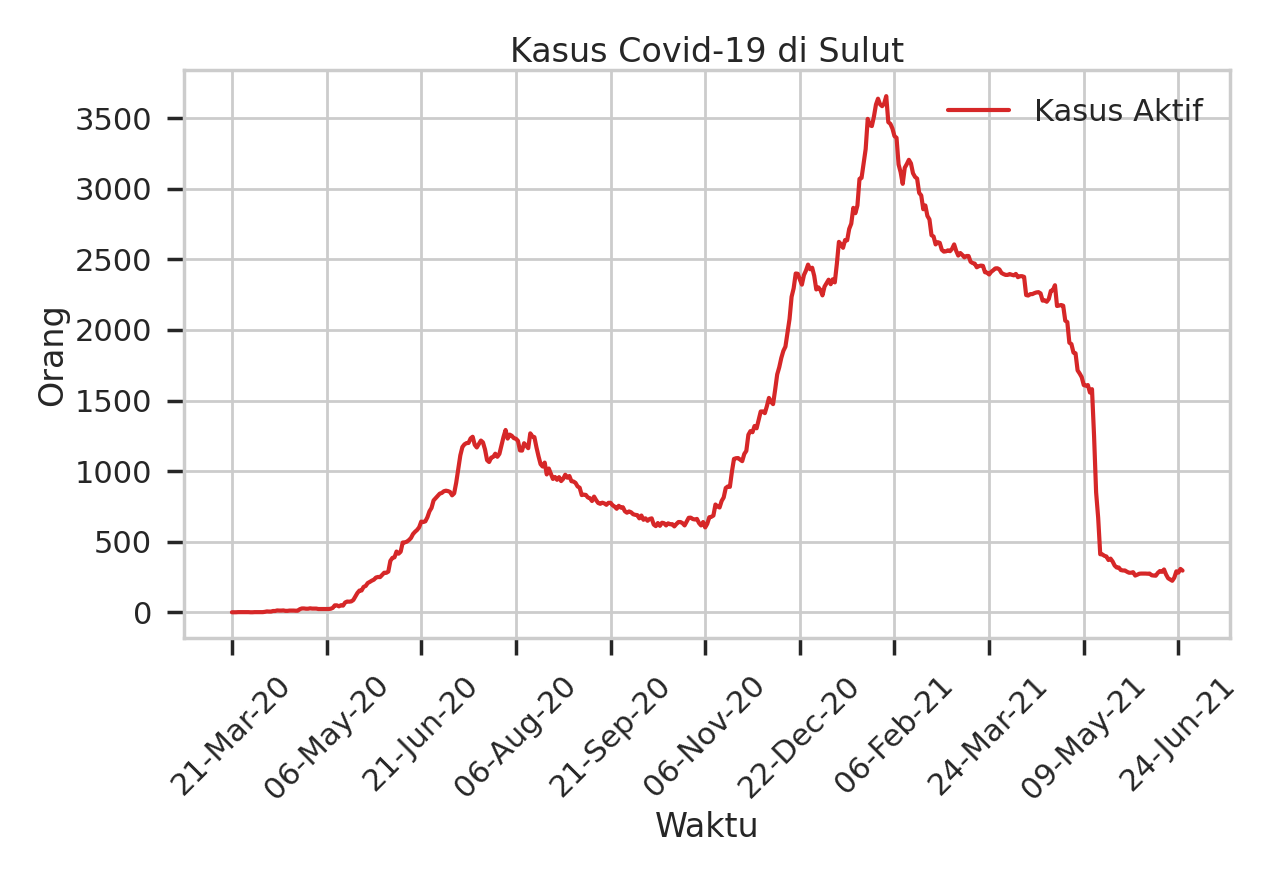 Kasus Covid-19 di Sulut
Kasus Aktif
3500
3000
2500
2000
1500
1000
500
0
Orang
21-Mar-20
06-May-20
21-Jun-20
06-Aug-20
21-Sep-20
06-Nov-20
22-Dec-20
06-Feb-21
24-Mar-21
09-May-21
24-Jun-21
Waktu